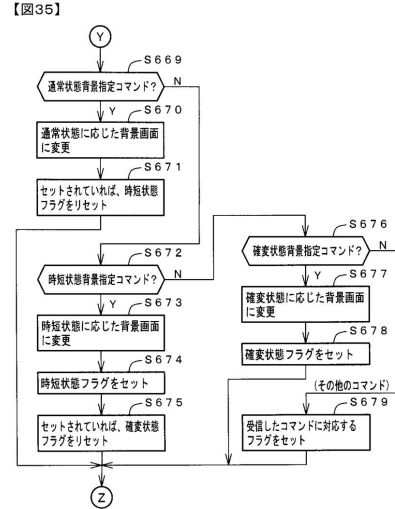 【図35】
Y
S669
通常状態背景指定コマンド？
N
Y
S670
通常状態に応じた背景画面
に変更
S671
セットされていれば、時短状態
フラグをリセット
S672
時短状態背景指定コマンド？
N
Y
S673
時短状態に応じた背景画面
に変更
S674
時短状態フラグをセット
S675
セットされていれば、確変状態
フラグをリセット
S676
確変状態背景指定コマンド？
N
Y
S677
確変状態に応じた背景画面
に変更
S678
確変状態フラグをセット
(その他のコマンド)
S679
受信したコマンドに対応する
フラグをセット
Z